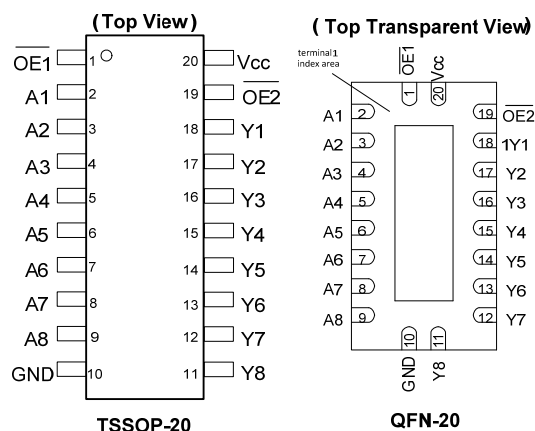 (Top View)
O̅E̅1̅ 1 20 Vcc
A1 2 19 O̅E̅2̅
A2 3 18 Y1
A3 4 17 Y2
A4 5 16 Y3
A5 6 15 Y4
A6 7 14 Y5
A7 8 13 Y6
A8 9 12 Y7
GND 10 11 Y8
TSSOP-20
( Top Transparent View)
terminal1
index area
O̅E̅1̅ Vcc
1 20
A1 2 19 O̅E̅2̅
A2 3 18 1Y1
A3 4 17 Y2
A4 5 16 Y3
A5 6 15 Y4
A6 7 14 Y5
A7 8 13 Y6
A8 9 12 Y7
10 11
GND Y8
QFN-20